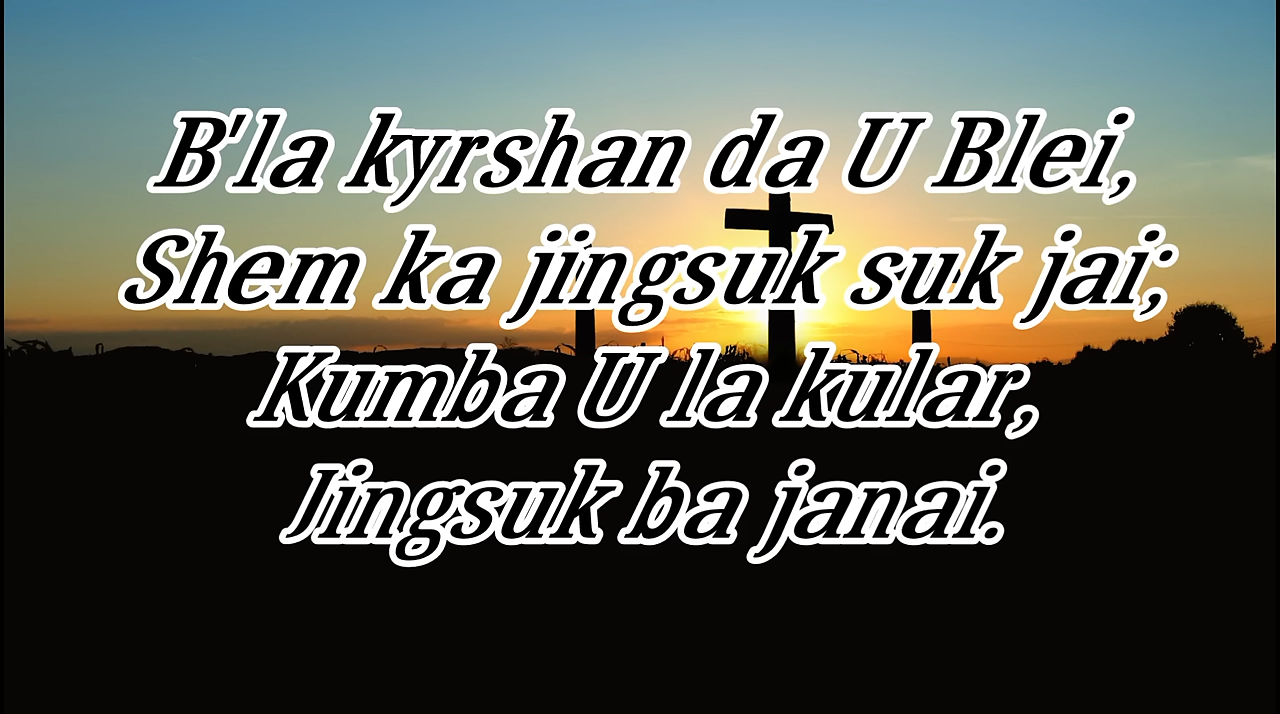 B'la kyrshan da U Blei,
Shem ka jingsuk suk jai;
Kumba U la kular,
Jingsuk ba janai.